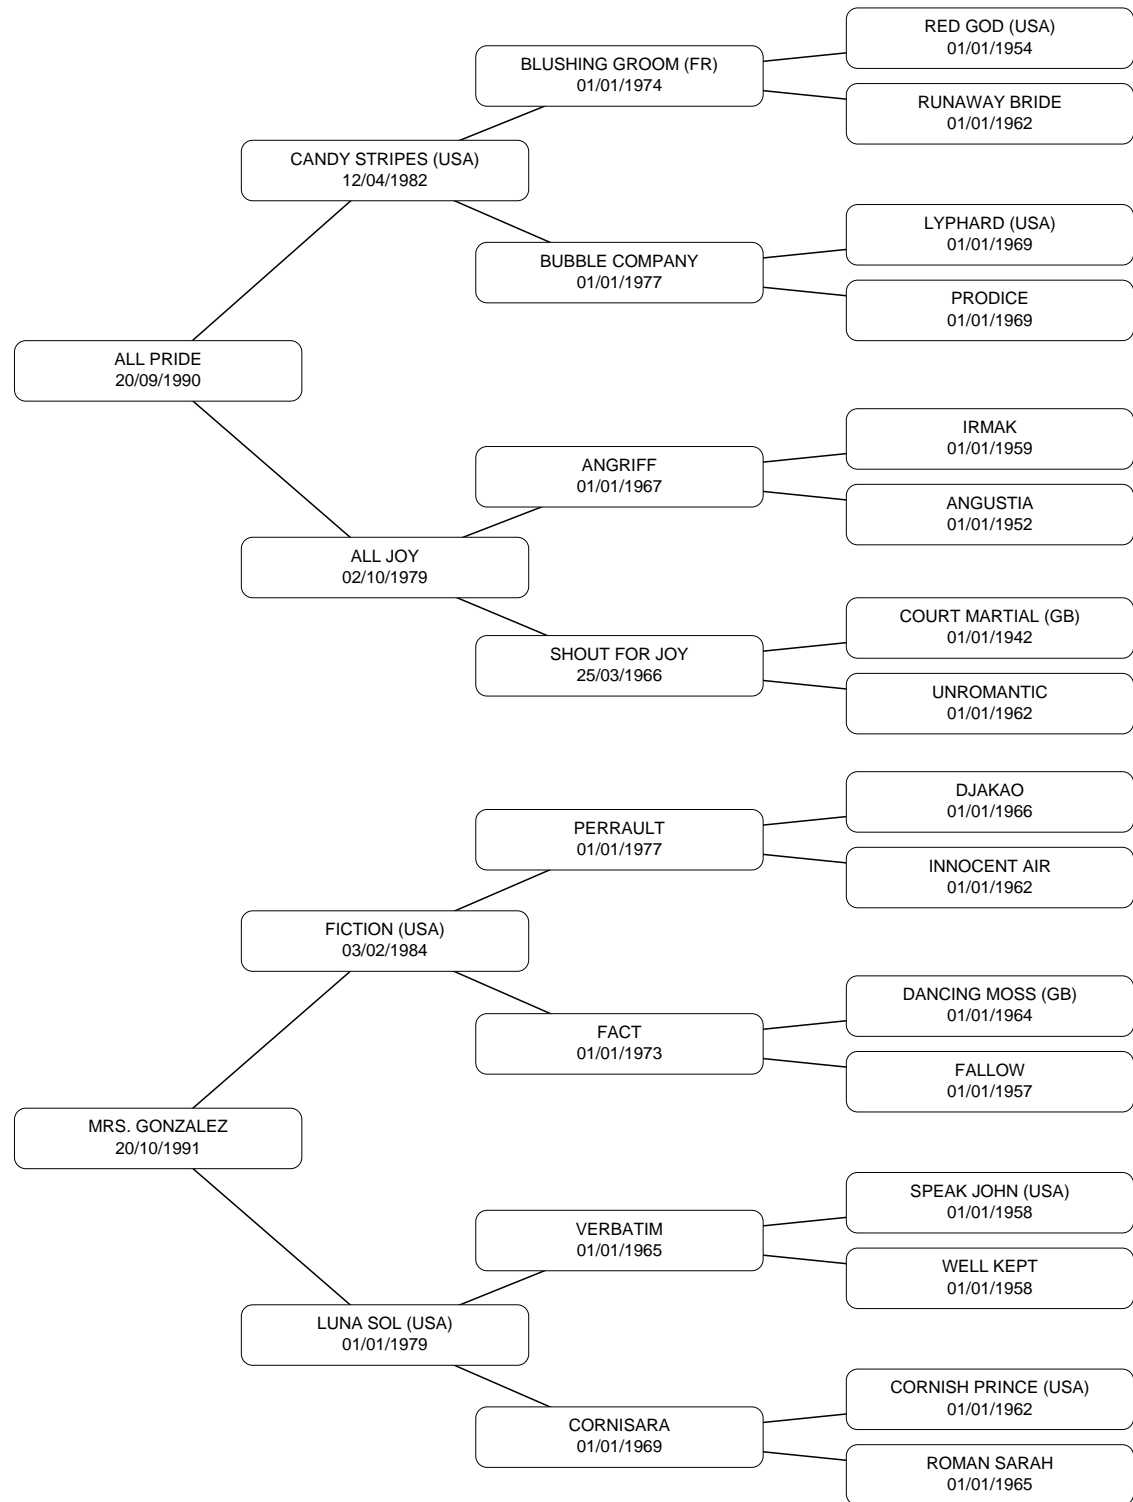 RED GOD (USA)
01/01/1954
BLUSHING GROOM (FR)
01/01/1974
RUNAWAY BRIDE
01/01/1962
CANDY STRIPES (USA)
12/04/1982
LYPHARD (USA)
01/01/1969
BUBBLE COMPANY
01/01/1977
PRODICE
01/01/1969
ALL PRIDE
20/09/1990
IRMAK
01/01/1959
ANGRIFF
01/01/1967
ANGUSTIA
01/01/1952
ALL JOY
02/10/1979
COURT MARTIAL (GB)
01/01/1942
SHOUT FOR JOY
25/03/1966
UNROMANTIC
01/01/1962
DJAKAO
01/01/1966
PERRAULT
01/01/1977
INNOCENT AIR
01/01/1962
FICTION (USA)
03/02/1984
DANCING MOSS (GB)
01/01/1964
FACT
01/01/1973
FALLOW
01/01/1957
MRS. GONZALEZ
20/10/1991
SPEAK JOHN (USA)
01/01/1958
VERBATIM
01/01/1965
WELL KEPT
01/01/1958
LUNA SOL (USA)
01/01/1979
CORNISH PRINCE (USA)
01/01/1962
CORNISARA
01/01/1969
ROMAN SARAH
01/01/1965